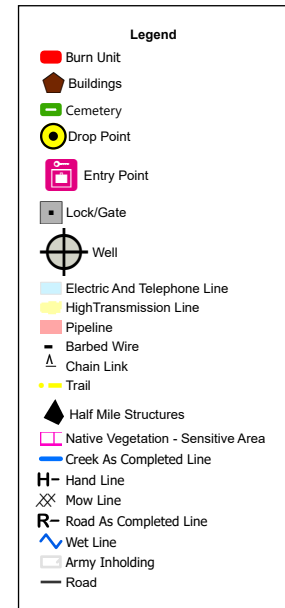 Legend
Burn Unit
Buildings
Cemetery
Drop Point
Entry Point
Lock/Gate
Well
Electric And Telephone Line
HighTransmission Line
Pipeline
Barbed Wire
Chain Link
Trail
Half Mile Structures
Native Vegetation - Sensitive Area
Creek As Completed Line
H Hand Line
Mow Line
R Road As Completed Line
Wet Line
Army Inholding
Road